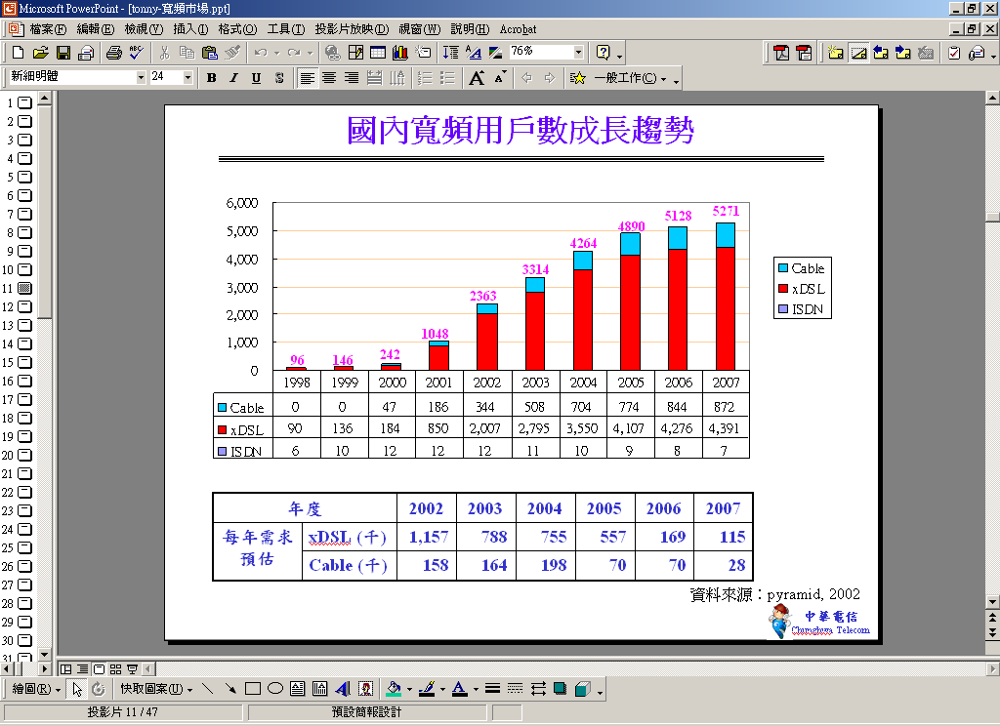 Microsoft PowerPoint - [tonny-寬頻市場.ppt]
檔案(F) 編輯(E) 檢視(V) 插入(I) 格式(O) 工具(T) 投影片放映(D) 視窗(W) 說明(H) Acrobat
76%
新細明體 24 B I U S 一般工作(C)
1
2
3
4
5
6
7
8
9
10
11
12
13
14
15
16
17
18
19
20
21
22
23
24
25
26
27
28
29
30
31
國內寬頻用戶數成長趨勢
6,000
5,000
4,000
3,000
2,000
1,000
0
96 146 242 1048 2363 3314 4264 4890 5128 5271
Cable
xDSL
ISDN
1998 1999 2000 2001 2002 2003 2004 2005 2006 2007
Cable 0 0 47 186 344 508 704 774 844 872
xDSL 90 136 184 850 2,007 2,795 3,550 4,107 4,276 4,391
ISDN 6 10 12 12 12 11 10 9 8 7
年度 2002 2003 2004 2005 2006 2007
每年需求預估 xDSL (千) 1,157 788 755 557 169 115
Cable (千) 158 164 198 70 70 28
資料來源：pyramid, 2002
中華電信
Chunghwa Telecom
繪圖(R) 快取圖案(U)
投影片 11 / 47 預設簡報設計